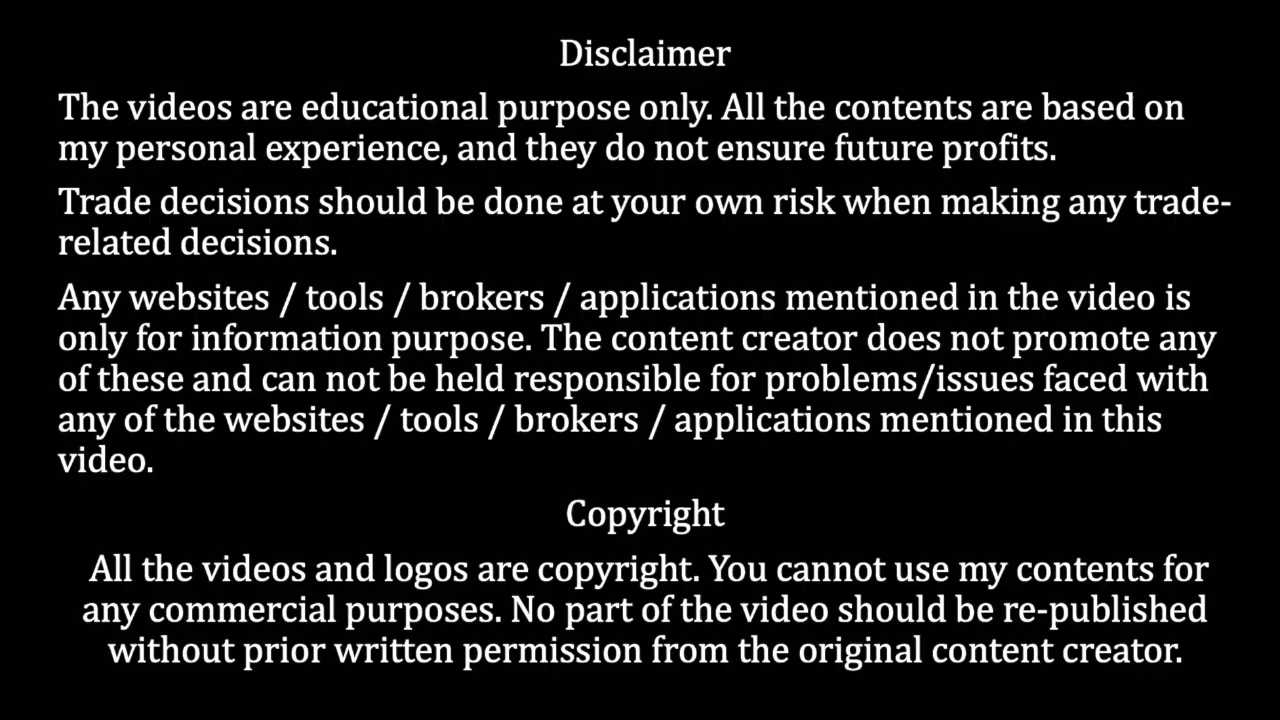 Disclaimer
The videos are educational purpose only. All the contents are based on
my personal experience, and they do not ensure future profits.
Trade decisions should be done at your own risk when making any trade-
related decisions.
Any websites / tools / brokers / applications mentioned in the video is
only for information purpose. The content creator does not promote any
of these and can not be held responsible for problems/issues faced with
any of the websites / tools / brokers / applications mentioned in this
video.
Copyright
All the videos and logos are copyright. You cannot use my contents for
any commercial purposes. No part of the video should be re-published
without prior written permission from the original content creator.